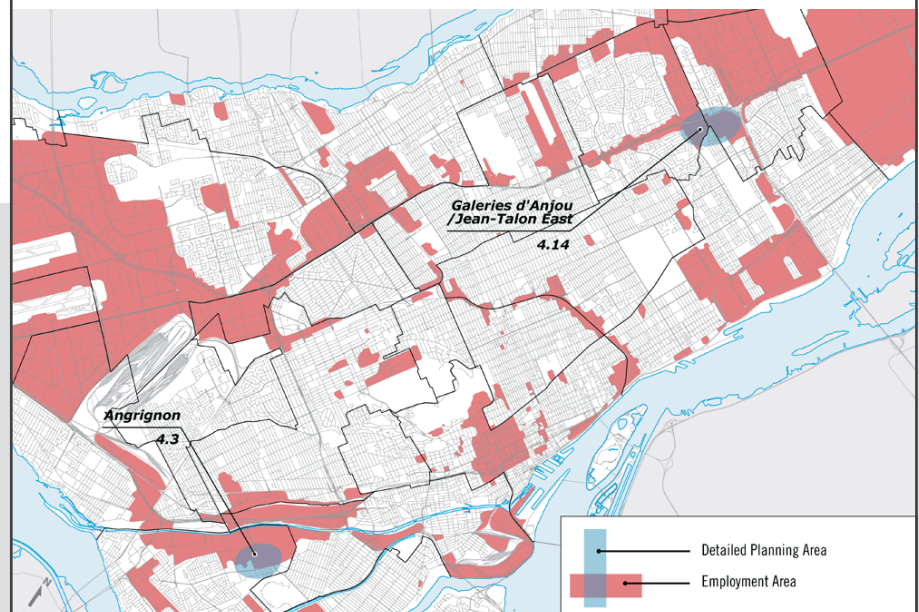 Galeries d'Anjou
/Jean-Talon East
4.14
Angrignon
4.3
N
Detailed Planning Area
Employment Area